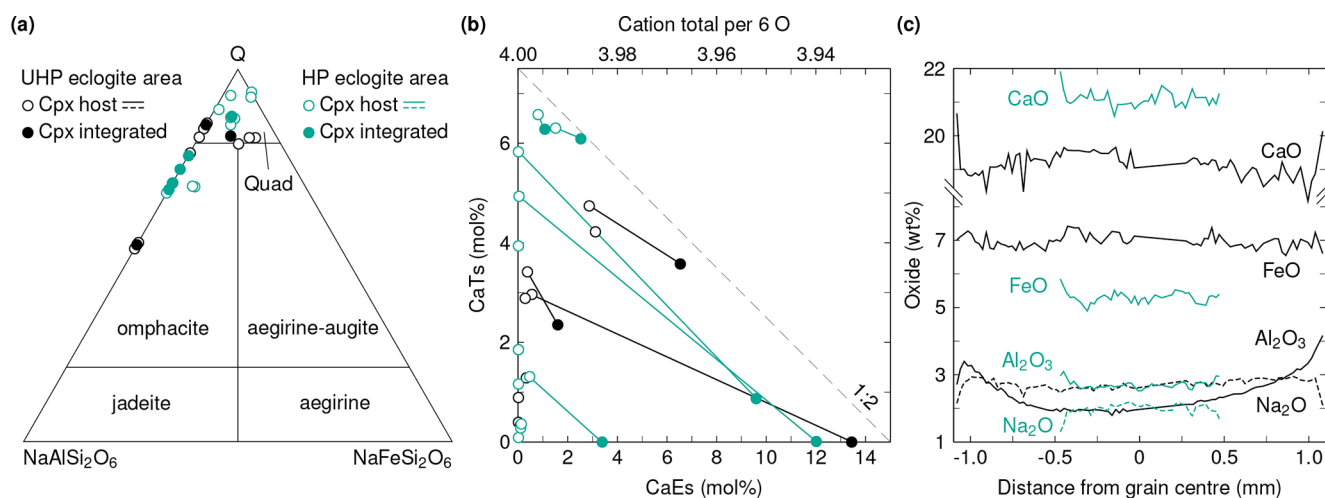 (a)
Q
UHP eclogite area
Cpx host
Cpx integrated
HP eclogite area
Cpx host
Cpx integrated
Quad
omphacite
aegirine-augite
jadeite
aegirine
NaAlSi₂O₆
NaFeSi₂O₆
(b)
Cation total per 6 O
4.00
3.98
3.96
3.94
CaTs (mol%)
6
4
2
0
1:2
0
2
4
6
8
10
12
14
CaEs (mol%)
(c)
Oxide (wt%)
22
20
7
5
3
1
CaO
CaO
FeO
FeO
Al₂O₃
Al₂O₃
Na₂O
Na₂O
-1.0
-0.5
0
0.5
1.0
Distance from grain centre (mm)